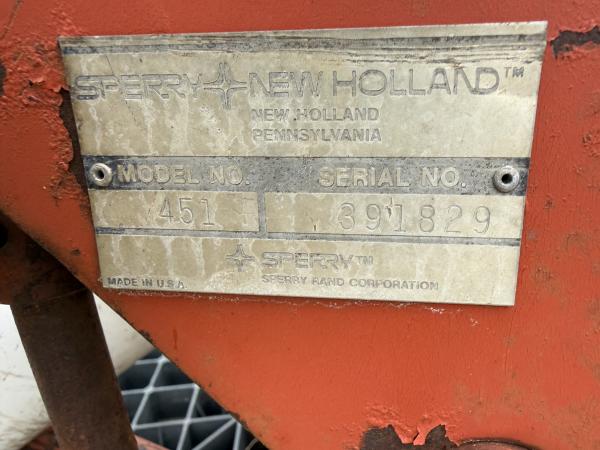 SPERRY NEW HOLLAND™
NEW HOLLAND
PENNSYLVANIA
MODEL NO. SERIAL NO.
451 391829
SPERRY™
MADE IN U.S.A. SPERRY RAND CORPORATION